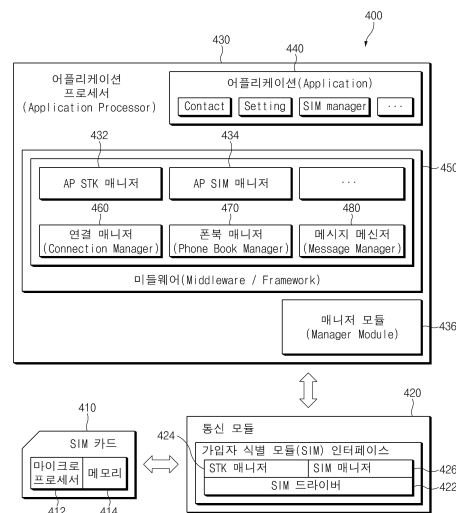 400
430
440
어플리케이션
프로세서
(Application Processor)
어플리케이션(Application)
Contact
Setting
SIM manager
...
432
434
450
AP STK 매니저
AP SIM 매니저
...
460
470
480
연결 매니저
(Connection Manager)
폰북 매니저
(Phone Book Manager)
메시지 메신저
(Message Manager)
미들웨어(Middleware / Framework)
매니저 모듈
(Manager Module)
436
410
420
SIM 카드
마이크로
프로세서
메모리
412
414
통신 모듈
424
가입자 식별 모듈(SIM) 인터페이스
STK 매니저
SIM 매니저
426
SIM 드라이버
422